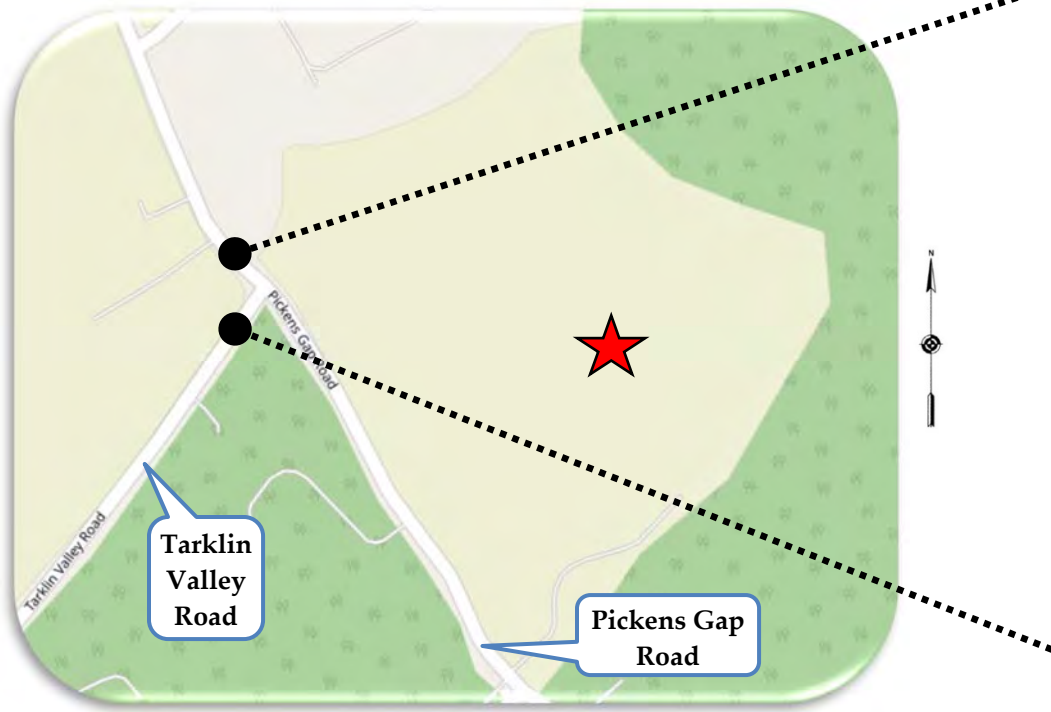 N
Pickens Gap Road
Tarklin Valley Road
Tarklin
Valley
Road
Pickens Gap
Road